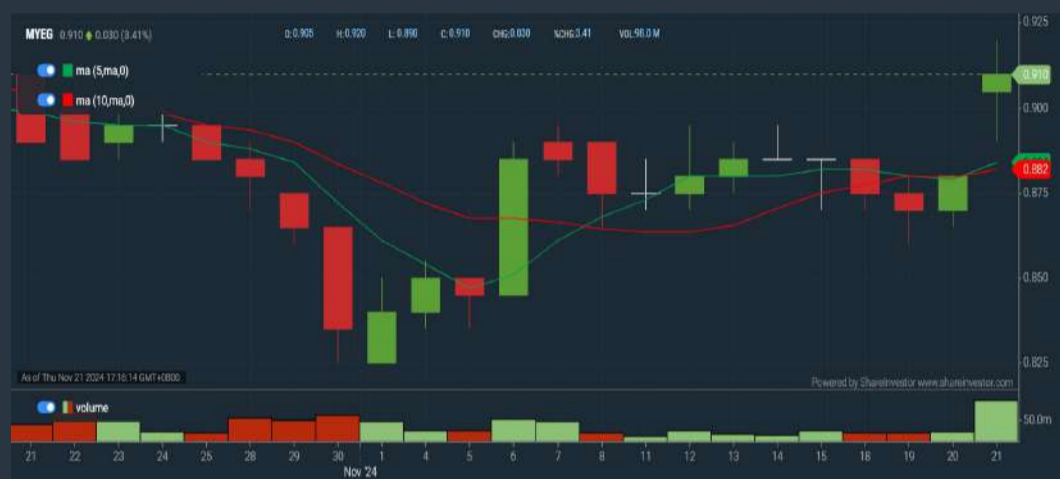 MYEG 0.910 0.030 (3.41%) O:0.905 H:0.920 L:0.890 C:0.910 CHG:0.030 %CHG:3.41 VOL:98.0 M
ma (5,ma,0)
ma (10,ma,0)
0.925
0.910
0.900
0.882
0.875
0.850
0.825
As of Thu Nov 21 2024 17:16:14 GMT+0800
Powered by ShareInvestor www.shareinvestor.com
volume
50.0m
21 22 23 24 25 28 29 30 1 4 5 6 7 8 11 12 13 14 15 18 19 20 21
Nov '24